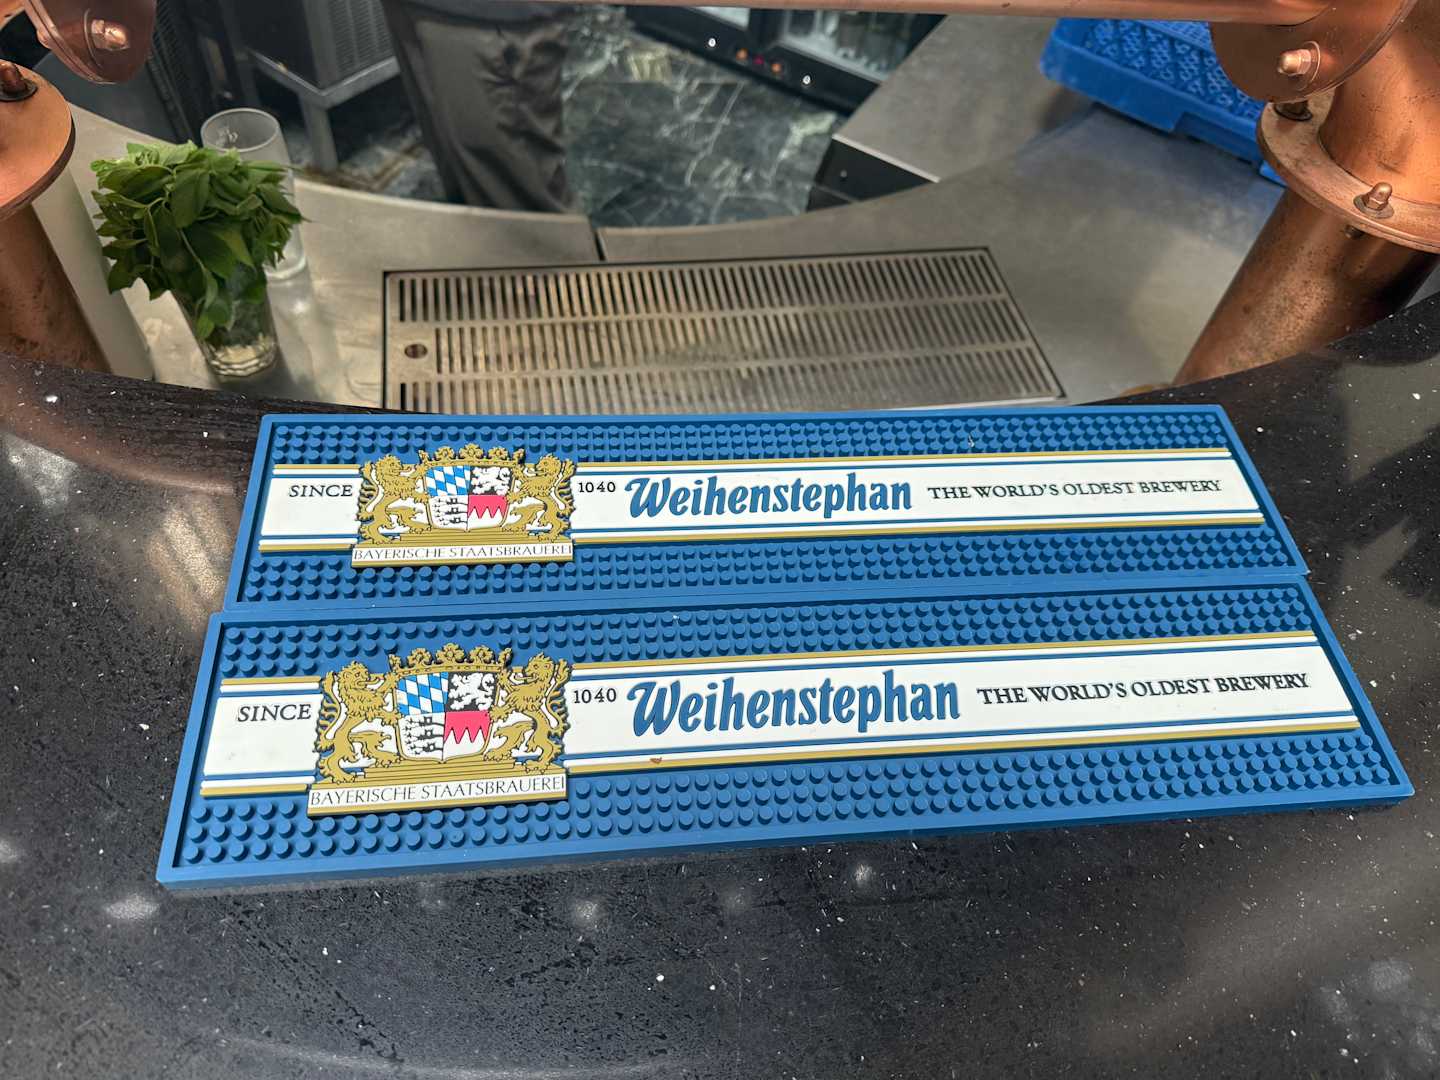 SINCE 1040 Weihenstephan THE WORLD'S OLDEST BREWERY
BAYERISCHE STAATSBRAUEREI
SINCE 1040 Weihenstephan THE WORLD'S OLDEST BREWERY
BAYERISCHE STAATSBRAUEREI